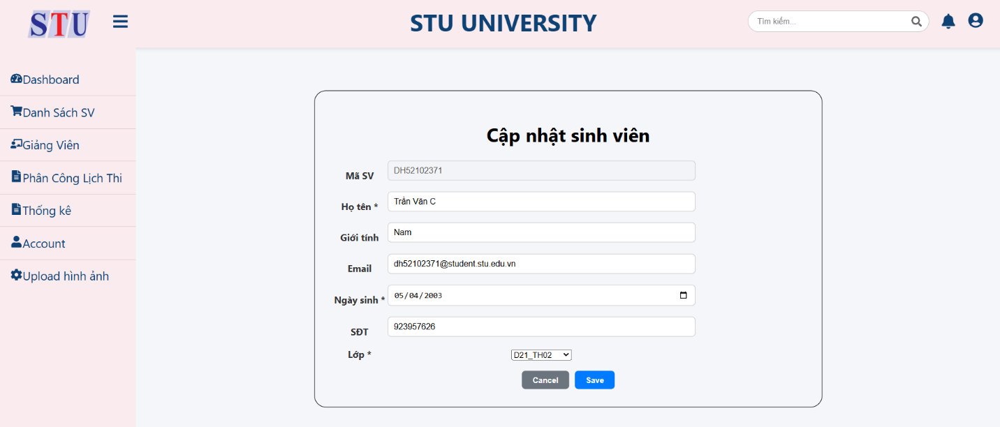 STU
STU UNIVERSITY
Tìm kiếm...
Dashboard
Danh Sách SV
Giảng Viên
Phân Công Lịch Thi
Thống kê
Account
Upload hình ảnh
Cập nhật sinh viên
Mã SV DH52102371
Họ tên * Trần Văn C
Giới tính Nam
Email dh52102371@student.stu.edu.vn
Ngày sinh * 05/04/2003
SĐT 923957626
Lớp * D21_TH02
Cancel Save